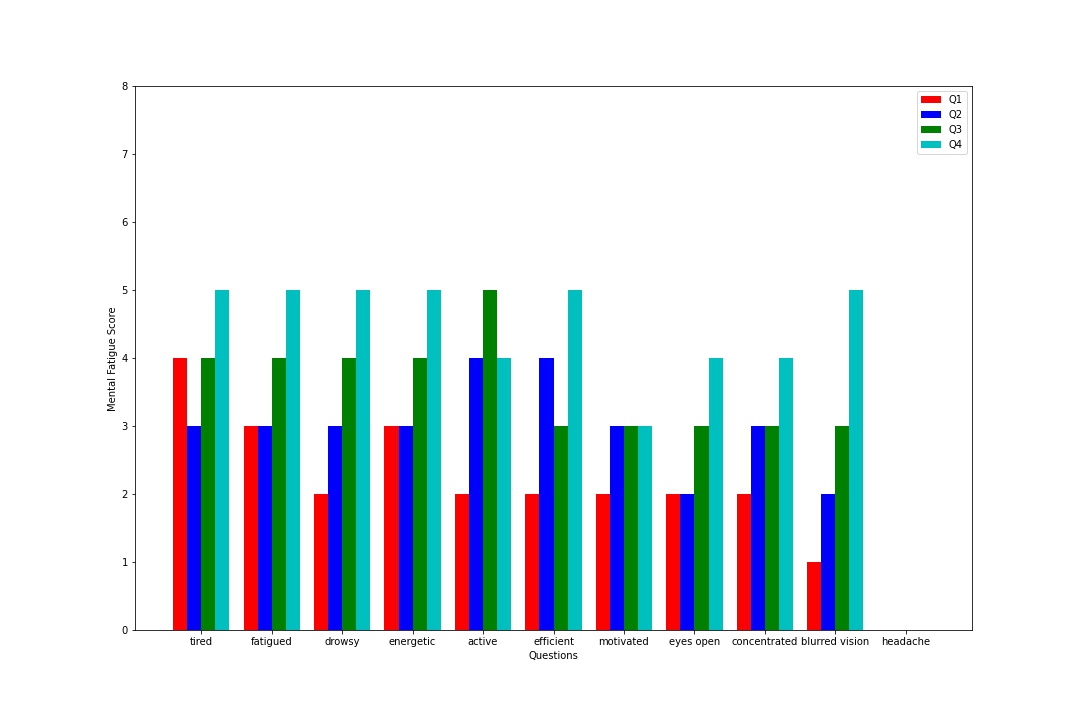 8
7
6
5
4
3
2
1
0
Mental Fatigue Score
Q1
Q2
Q3
Q4
tired fatigued drowsy energetic active efficient motivated eyes open concentrated blurred vision headache
Questions